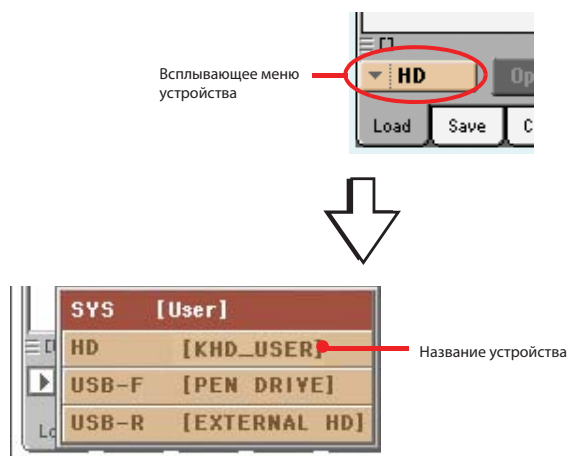 Всплывающее меню
устройства
HD
Op
Load Save C
SYS [User]
HD [KHD_USER]
Название устройства
USB-F [PEN DRIVE]
USB-R [EXTERNAL HD]
Lo